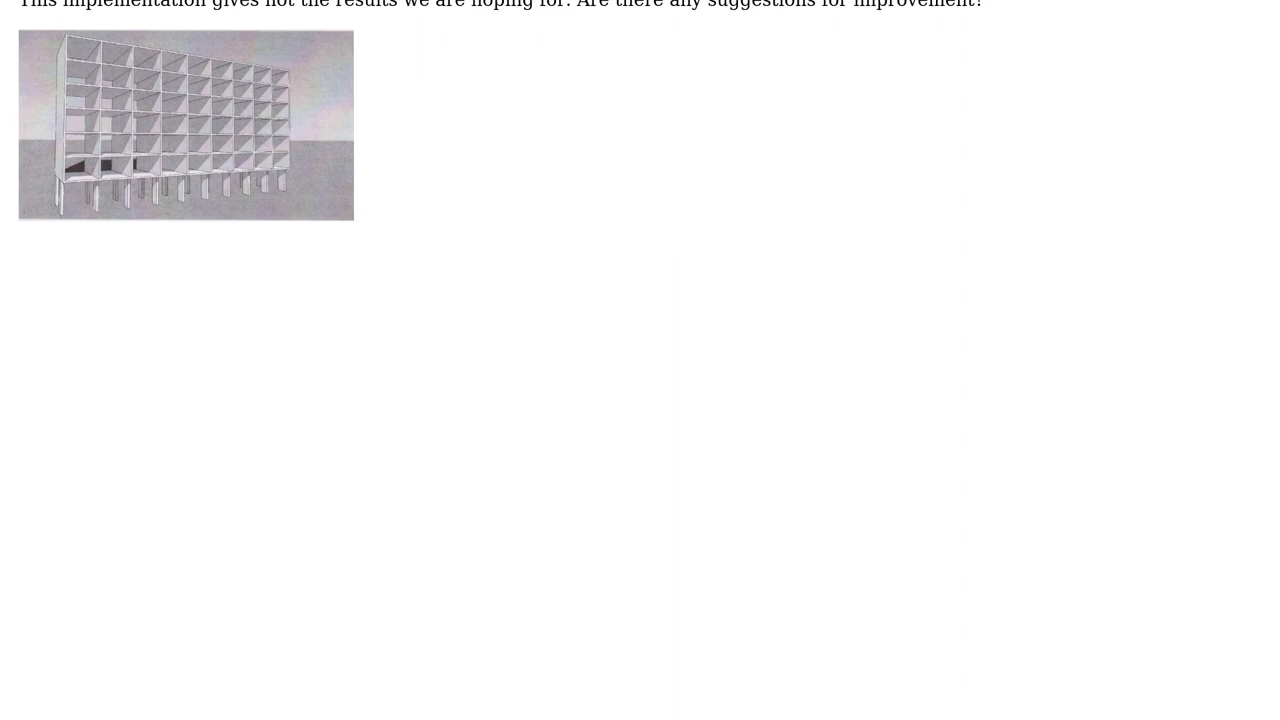 This implementation gives not the results we are hoping for. Are there any suggestions for improvement?